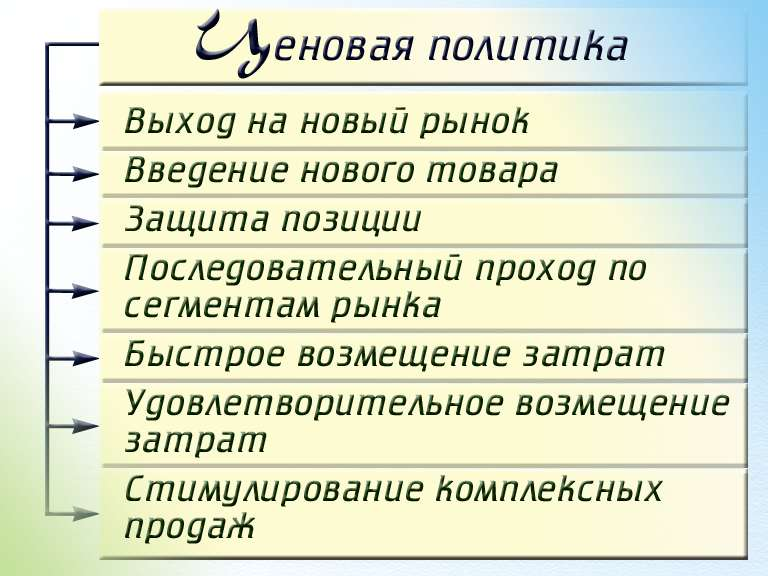 Ценовая политика
Выход на новый рынок
Введение нового товара
Защита позиции
Последовательный проход по
сегментам рынка
Быстрое возмещение затрат
Удовлетворительное возмещение
затрат
Стимулирование комплексных
продаж